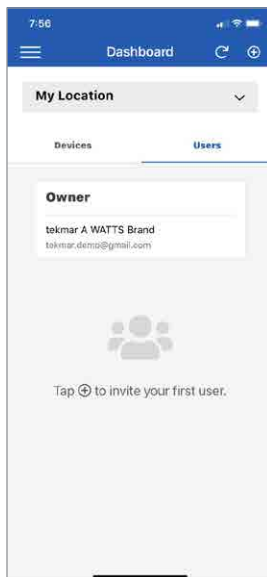 7:56
Dashboard
My Location
Devices Users
Owner
tekmar A WATTS Brand
tekmar.demo@gmail.com
Tap ⊕ to invite your first user.